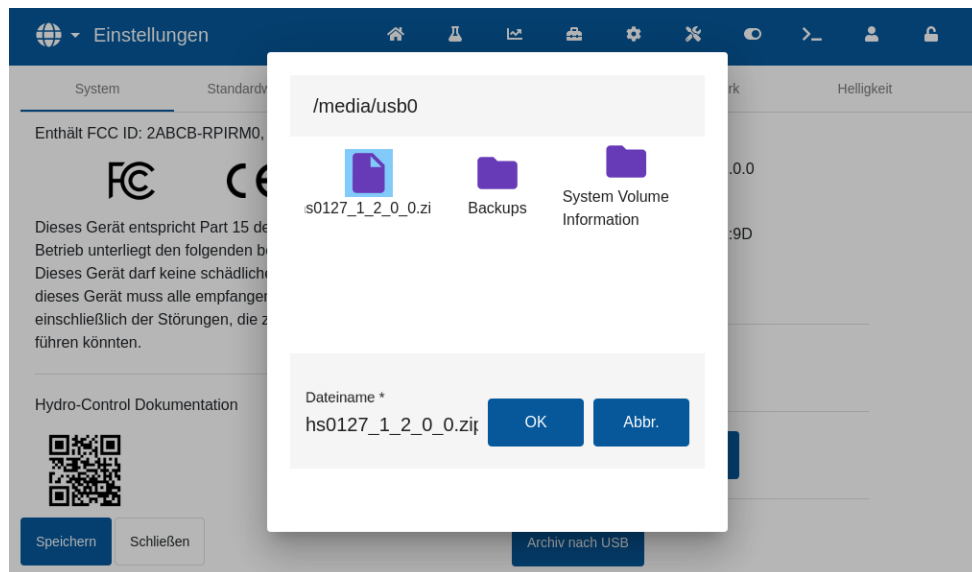 Einstellungen
System
Standardw
rk
Helligkeit
/media/usb0
Enthält FCC ID: 2ABCB-RPIRM0,
FC CE
.0.0
s0127_1_2_0_0.zi
Backups
System Volume
Information
Dieses Gerät entspricht Part 15 de
Betrieb unterliegt den folgenden b
Dieses Gerät darf keine schädliche
dieses Gerät muss alle empfangen
einschließlich der Störungen, die z
führen könnten.
:9D
Hydro-Control Dokumentation
Dateiname *
hs0127_1_2_0_0.zip
OK
Abbr.
Speichern
Schließen
Archiv nach USB